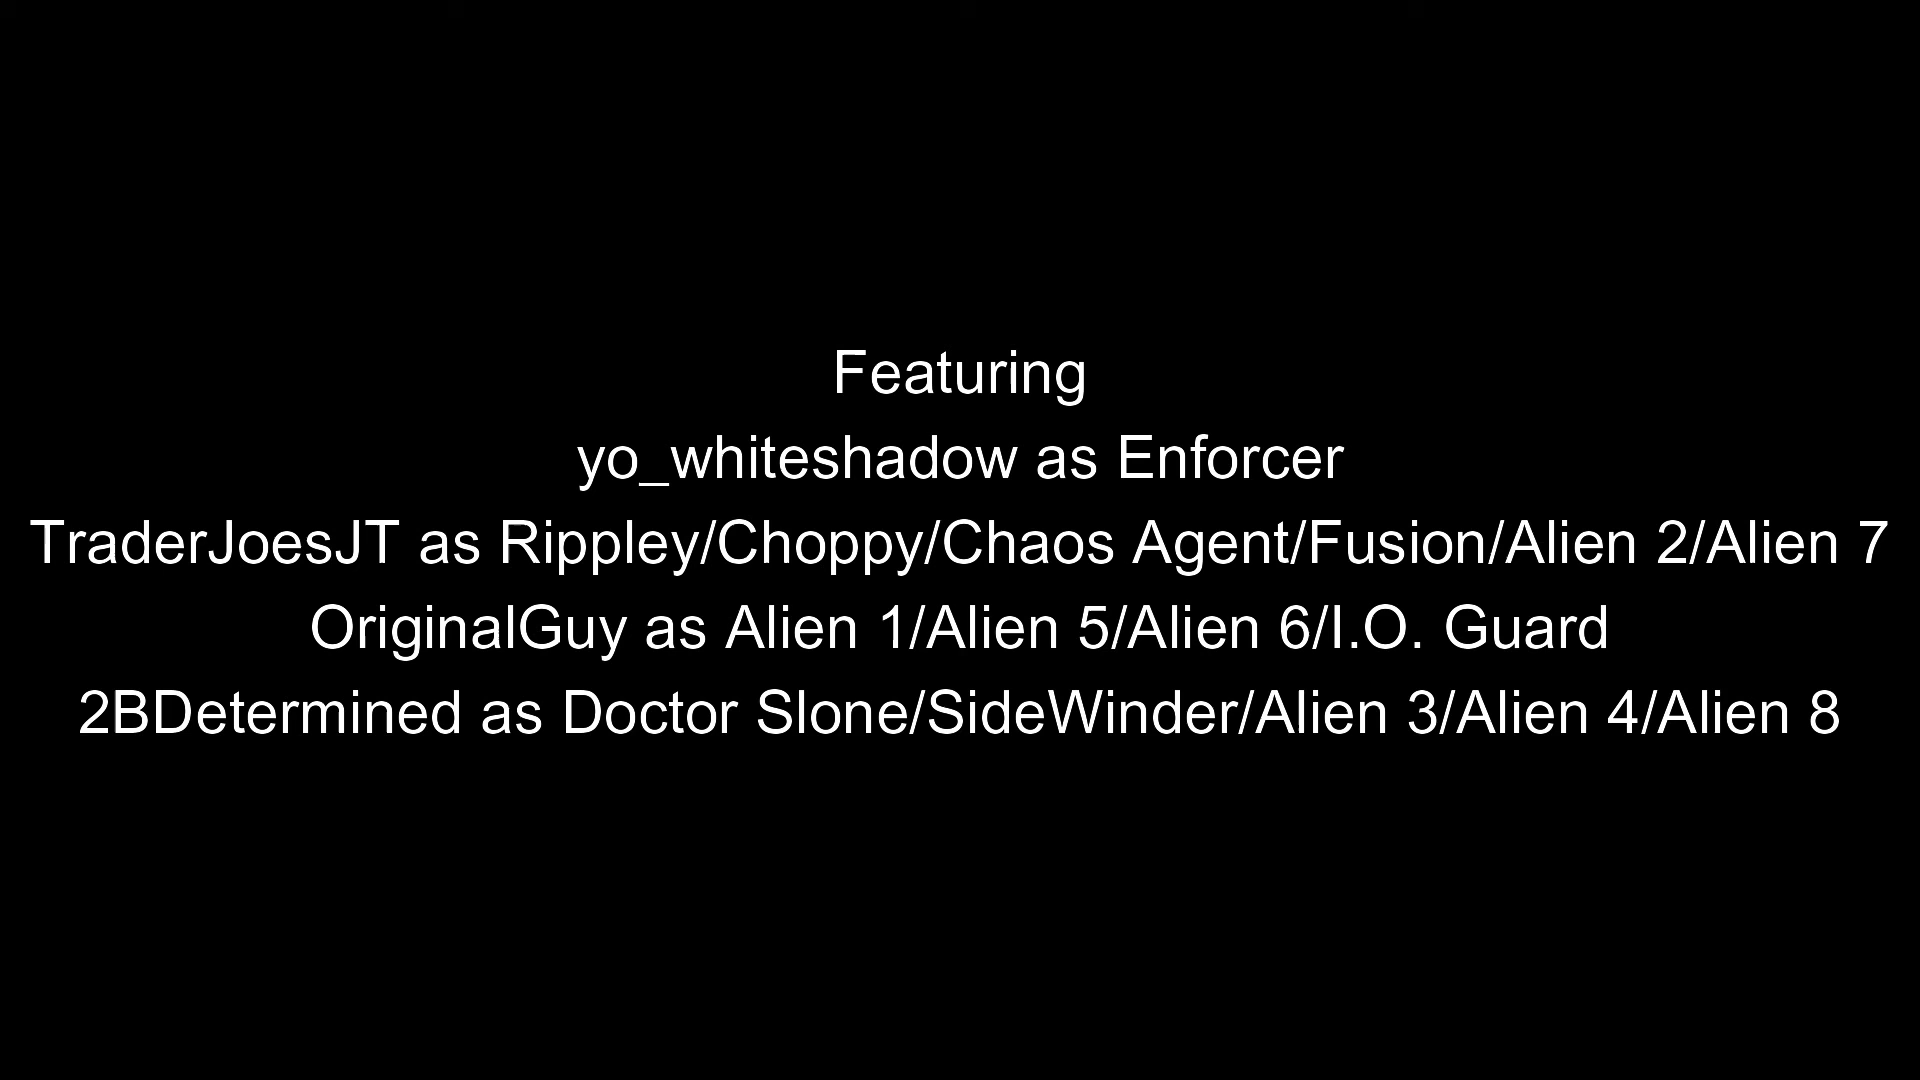 Featuring
yo_whiteshadow as Enforcer
TraderJoesJT as Rippley/Choppy/Chaos Agent/Fusion/Alien 2/Alien 7
OriginalGuy as Alien 1/Alien 5/Alien 6/I.O. Guard
2BDetermined as Doctor Slone/SideWinder/Alien 3/Alien 4/Alien 8